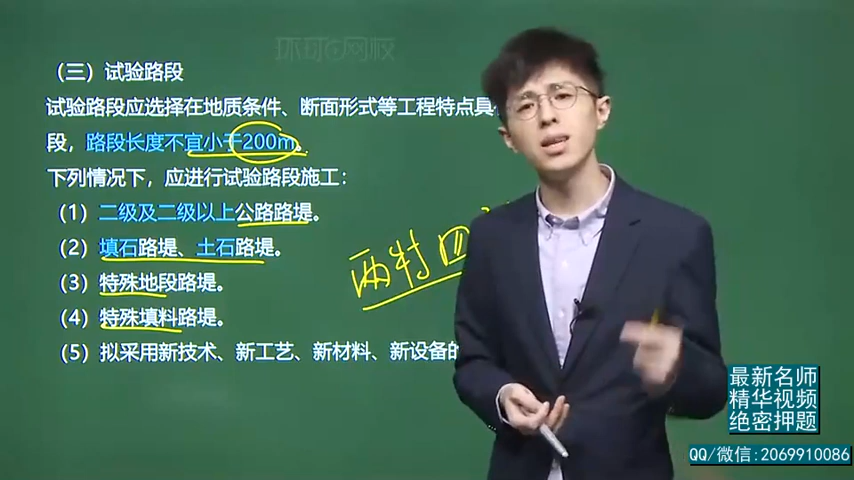 环球网校
（三）试验路段
试验路段应选择在地质条件、断面形式等工程特点具
段，路段长度不宜小于200m。
下列情况下，应进行试验路段施工：
（1）二级及二级以上公路路堤。
（2）填石路堤、土石路堤。
（3）特殊地段路堤。
（4）特殊填料路堤。
（5）拟采用新技术、新工艺、新材料、新设备的
两特四
最新名师
精华视频
绝密押题
QQ/微信:2069910086